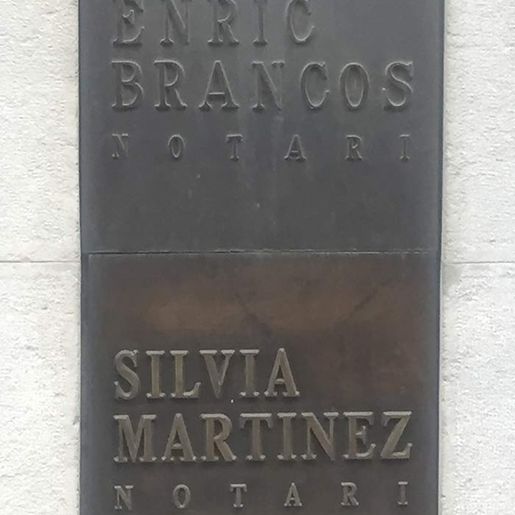 ENRIC
BRANCOS
NOTARI
SILVIA
MARTINEZ
NOTARI